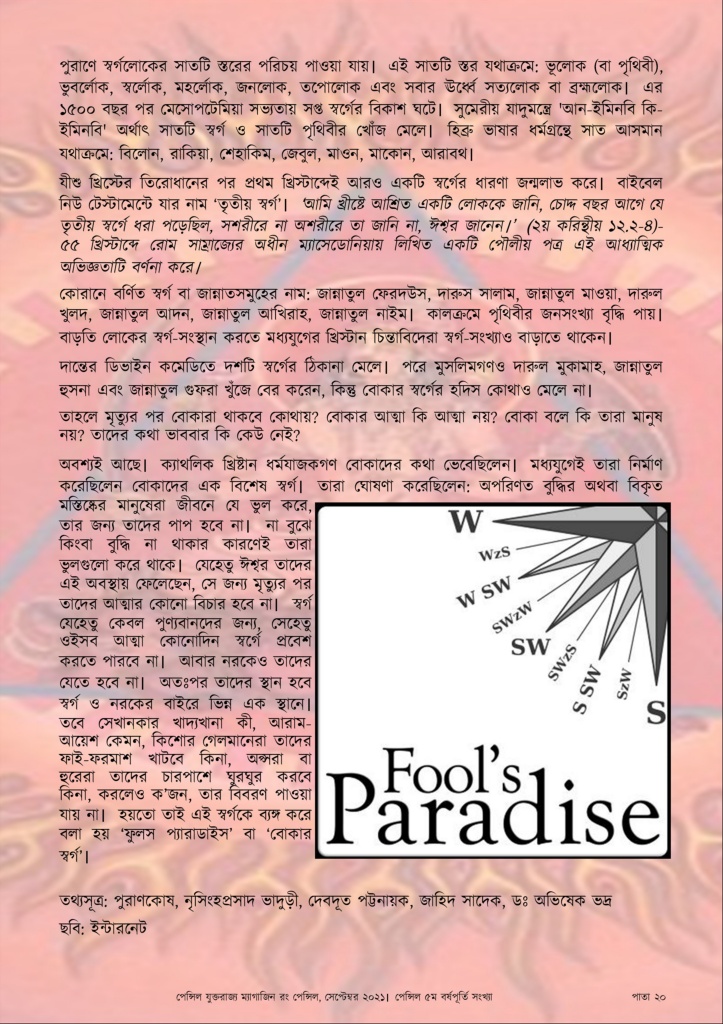 পুরাণে স্বর্গলোকের সাতটি স্তরের পরিচয় পাওয়া যায়। এই সাতটি স্তর যথাক্রমে: ভূলোক (বা পৃথিবী),
ভুবর্লোক, স্বর্লোক, মহর্লোক, জনলোক, তপোলোক এবং সবার ঊর্ধ্বে সত্যলোক বা ব্রহ্মলোক। এর
১৫০০ বছর পর মেসোপটেমিয়া সভ্যতায় সপ্ত স্বর্গের বিকাশ ঘটে। সুমেরীয় যাদুমন্ত্রে 'আন-ইমিনবি কি-
ইমিনবি' অর্থাৎ সাতটি স্বর্গ ও সাতটি পৃথিবীর খোঁজ মেলে। হিব্রু ভাষার ধর্মগ্রন্থে সাত আসমান
যথাক্রমে: বিলোন, রাকিয়া, শেহাকিম, জেবুল, মাওন, মাকোন, আরাবথ।
যীশু খ্রিস্টের তিরোধানের পর প্রথম খ্রিস্টাব্দেই আরও একটি স্বর্গের ধারণা জন্মলাভ করে। বাইবেল
নিউ টেস্টামেন্টে যার নাম ‘তৃতীয় স্বর্গ’। ‘আমি খ্রীষ্টে আশ্রিত একটি লোককে জানি, চোদ্দ বছর আগে যে
তৃতীয় স্বর্গে ধরা পড়েছিল, সশরীরে না অশরীরে তা জানি না, ঈশ্বর জানেন।’ (২য় করিন্থীয় ১২.২-৪)-
৫৫ খ্রিস্টাব্দে রোম সাম্রাজ্যের অধীন ম্যাসেডোনিয়ায় লিখিত একটি পৌলীয় পত্র এই আধ্যাত্মিক
অভিজ্ঞতাটি বর্ণনা করে।
কোরানে বর্ণিত স্বর্গ বা জান্নাতসমুহের নাম: জান্নাতুল ফেরদউস, দারুস সালাম, জান্নাতুল মাওয়া, দারুল
খুলদ, জান্নাতুল আদন, জান্নাতুল আখিরাহ, জান্নাতুল নাইম। কালক্রমে পৃথিবীর জনসংখ্যা বৃদ্ধি পায়।
বাড়তি লোকের স্বর্গ-সংস্থান করতে মধ্যযুগের খ্রিস্টান চিন্তাবিদেরা স্বর্গ-সংখ্যাও বাড়াতে থাকেন।
দান্তের ডিভাইন কমেডিতে দশটি স্বর্গের ঠিকানা মেলে। পরে মুসলিমগণও দারুল মুকামাহ, জান্নাতুল
হুসনা এবং জান্নাতুল গুফরা খুঁজে বের করেন, কিন্তু বোকার স্বর্গের হদিস কোথাও মেলে না।
তাহলে মৃত্যুর পর বোকারা থাকবে কোথায়? বোকার আত্মা কি আত্মা নয়? বোকা বলে কি তারা মানুষ
নয়? তাদের কথা ভাববার কি কেউ নেই?
অবশ্যই আছে। ক্যাথলিক খ্রিষ্টান ধর্মযাজকগণ বোকাদের কথা ভেবেছিলেন। মধ্যযুগেই তারা নির্মাণ
করেছিলেন বোকাদের এক বিশেষ স্বর্গ। তারা ঘোষণা করেছিলেন: অপরিণত বুদ্ধির অথবা বিকৃত
মস্তিষ্কের মানুষেরা জীবনে যে ভুল করে,
তার জন্য তাদের পাপ হবে না। না বুঝে
কিংবা বুদ্ধি না থাকার কারণেই তারা
ভুলগুলো করে থাকে। যেহেতু ঈশ্বর তাদের
এই অবস্থায় ফেলেছেন, সে জন্য মৃত্যুর পর
তাদের আত্মার কোনো বিচার হবে না। স্বর্গ
যেহেতু কেবল পুণ্যবানদের জন্য, সেহেতু
ওইসব আত্মা কোনোদিন স্বর্গে প্রবেশ
করতে পারবে না। আবার নরকেও তাদের
যেতে হবে না। অতঃপর তাদের স্থান হবে
স্বর্গ ও নরকের বাইরে ভিন্ন এক স্থানে।
তবে সেখানকার খাদ্যখানা কী, আরাম-
আয়েশ কেমন, কিশোর গেলমানেরা তাদের
ফাই-ফরমাশ খাটবে কিনা, অপ্সরা বা
হুরেরা তাদের চারপাশে ঘুরঘুর করবে
কিনা, করলেও ক'জন, তার বিবরণ পাওয়া
যায় না। হয়তো তাই এই স্বর্গকে ব্যঙ্গ করে
বলা হয় ‘ফুলস প্যারাডাইস’ বা ‘বোকার
স্বর্গ’।
W
WzS
W SW
SWzW
SW
SWzS
S SW
SzW
S
Fool's
Paradise
তথ্যসূত্র: পুরাণকোষ, নৃসিংহপ্রসাদ ভাদুড়ী, দেবদূত পট্টনায়ক, জাহিদ সাদেক, ডঃ অভিষেক ভদ্র
ছবি: ইন্টারনেট
পেন্সিল যুক্তরাজ্য ম্যাগাজিন রং পেন্সিল, সেপ্টেম্বর ২০২১। পেন্সিল ৫ম বর্ষপূর্তি সংখ্যা
পাতা ২০